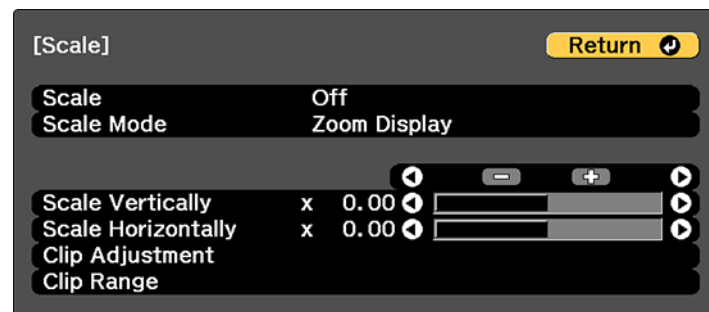 [Scale]
Return
Scale Off
Scale Mode Zoom Display
Scale Vertically x 0.00
Scale Horizontally x 0.00
Clip Adjustment
Clip Range